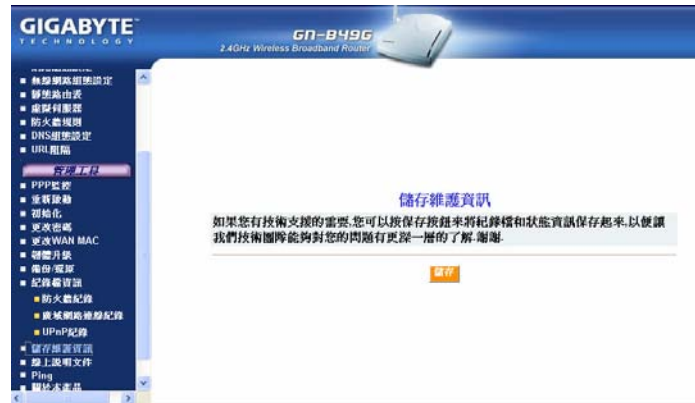 GIGABYTE
TECHNOLOGY
GN-B49G
2.4GHz Wireless Broadband Router
無線網路組態設定
靜態路由表
虛擬伺服器
防火牆規則
DNS組態設定
URL阻隔
管理工具
PPP監控
重新啟動
初始化
更改密碼
更改WAN MAC
韌體升級
備份/還原
紀錄檔資訊
防火牆紀錄
廣域網路連線紀錄
UPnP紀錄
儲存維護資訊
線上說明文件
Ping
關於本產品
儲存維護資訊
如果您有技術支援的需要,您可以按保存按鈕來將紀錄檔和狀態資訊保存起來,以便讓
我們技術團隊能夠對您的問題有更深一層的了解.謝謝.
儲存